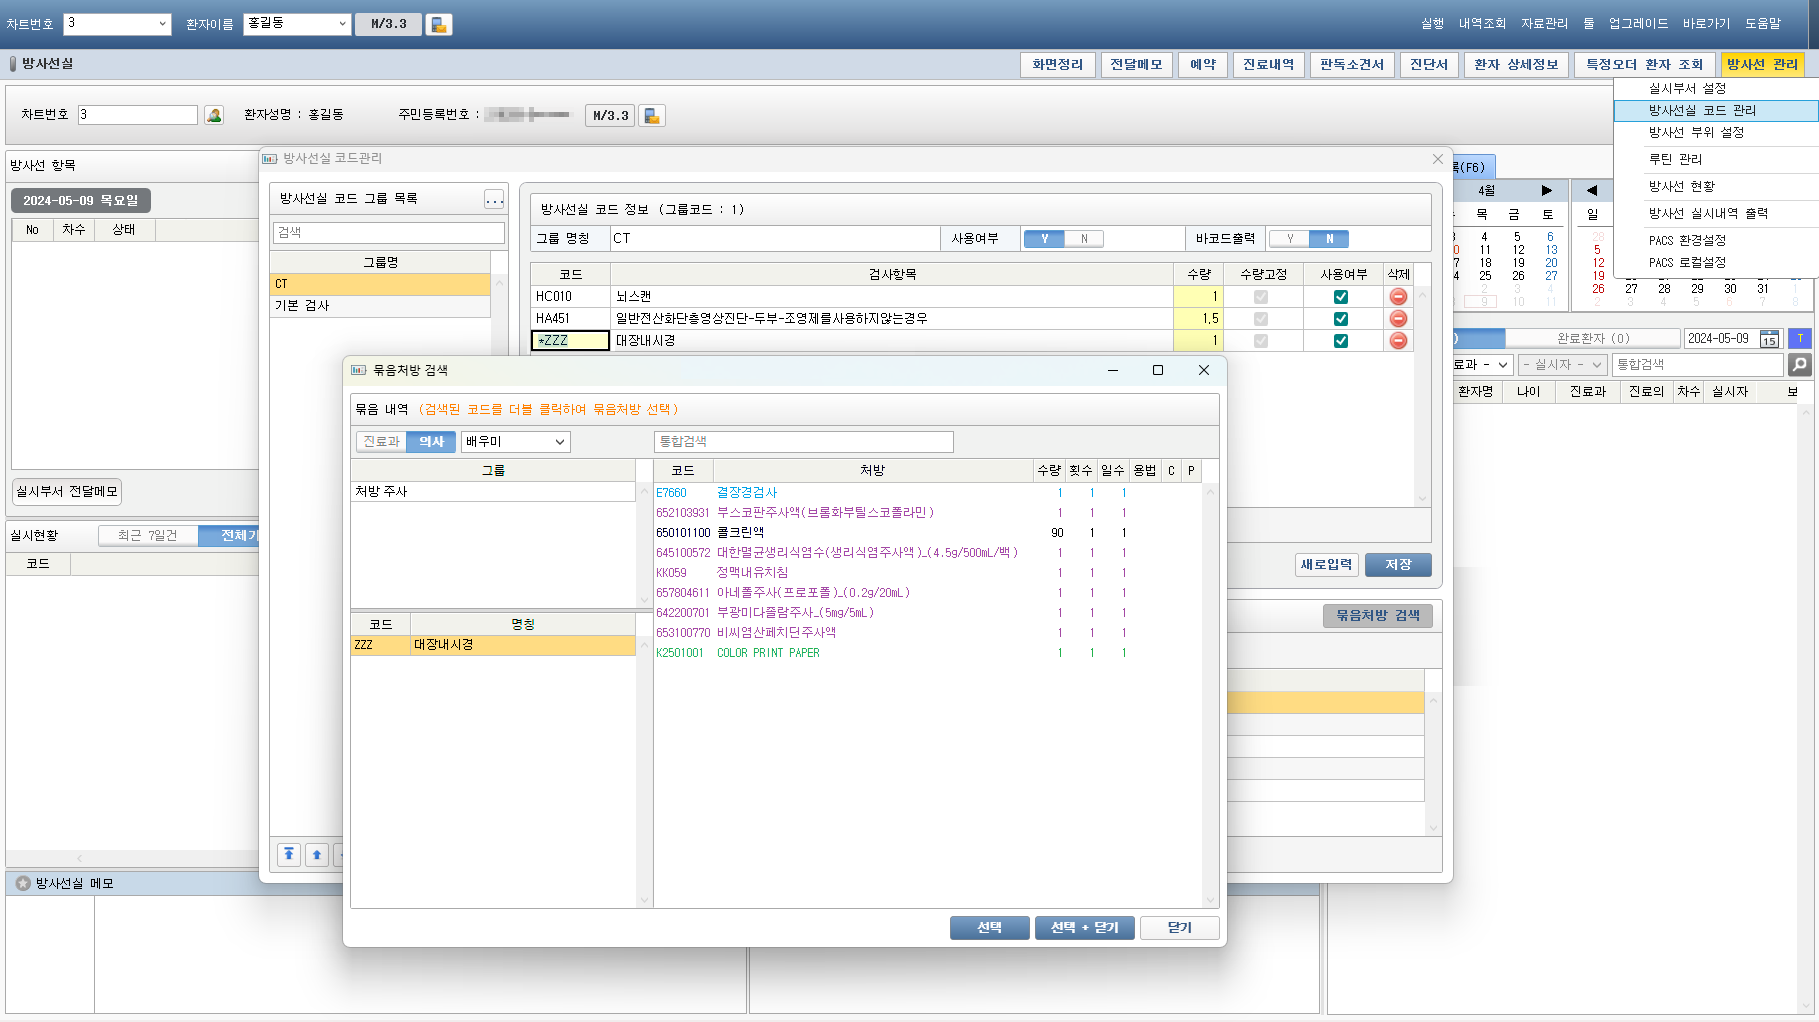 차트번호 3 환자이름 홍길동 M/3.3 실행 내역조회 자료관리 툴 업그레이드 바로가기 도움말
방사선실 화면정리 전달메모 예약 진료내역 판독소견서 진단서 환자 상세정보 특정오더 환자 조회 방사선 관리
실시부서 설정
방사선실 코드 관리
방사선 부위 설정
루틴 관리
방사선 현황
방사선 실시내역 출력
PACS 환경설정
PACS 로컬설정
차트번호 3 환자성명 : 홍길동 주민등록번호 : M/3.3
방사선 항목
2024-05-09 목요일
No 차수 상태
실시부서 전달메모
실시현황 최근 7일건 전체기
코드
방사선실 메모
방사선실 코드관리
방사선실 코드 그룹 목록 ...
검색
그룹명
CT
기본 검사
방사선실 코드 정보 (그룹코드 : 1)
그룹 명칭 CT 사용여부 Y N 바코드출력 Y N
코드 검사항목 수량 수량고정 사용여부 삭제
HC010 뇌스캔 1
HA451 일반전산화단층영상진단-두부-조영제를사용하지않는경우 1.5
*ZZZ 대장내시경 1
새로입력 저장
묶음처방 검색
묶음처방 검색
묶음 내역 (검색된 코드를 더블 클릭하여 묶음처방 선택)
진료과 의사 배우미 통합검색
그룹
처방 주사
코드 명칭
ZZZ 대장내시경
코드 처방 수량 횟수 일수 용법 C P
E7660 결장경검사 1 1 1
652103931 부스코판주사액(브롬화부틸스코폴라민) 1 1 1
650101100 콜크린액 90 1 1
645100572 대한멸균생리식염수(생리식염주사액)_(4.5g/500mL/백) 1 1 1
KK059 정맥내유치침 1 1 1
657804611 아네폴주사(프로포폴)_(0.2g/20mL) 1 1 1
642200701 부광미다졸람주사_(5mg/5mL) 1 1 1
653100770 비씨염산페치딘주사액 1 1 1
K2501001 COLOR PRINT PAPER 1 1 1
선택 선택 + 닫기 닫기
록(F6)
4월
목 금 토 일
4 5 6 28
11 12 13 5
18 19 20 12
25 26 27 19
2 3 4 26 27 28 29 30 31 1
9 10 11 2 3 4 5 6 7 8
완료환자 (0) 2024-05-09 15 T
료과 - - 실시자 - 통합검색
환자명 나이 진료과 진료의 차수 실시자 보